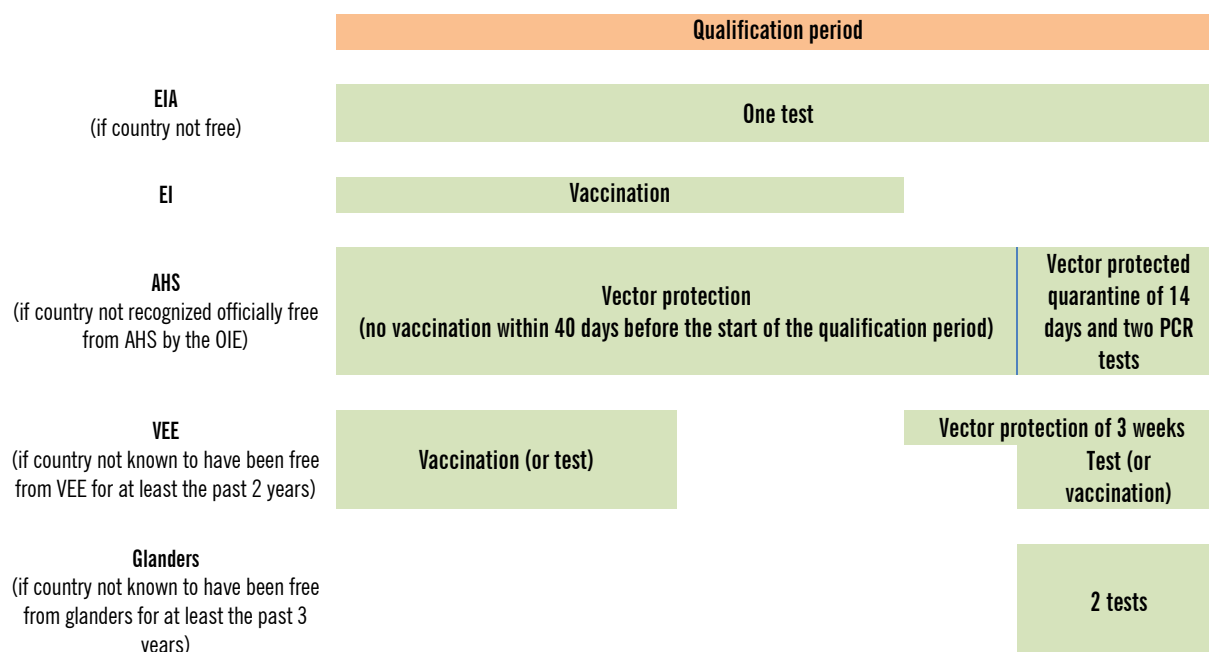 Qualification period
EIA
(if country not free)
One test
EI
Vaccination
AHS
(if country not recognized officially free
from AHS by the OIE)
Vector protection
(no vaccination within 40 days before the start of the qualification period)
Vector protected
quarantine of 14
days and two PCR
tests
VEE
(if country not known to have been free
from VEE for at least the past 2 years)
Vaccination (or test)
Vector protection of 3 weeks
Test (or
vaccination)
Glanders
(if country not known to have been free
from glanders for at least the past 3
years)
2 tests